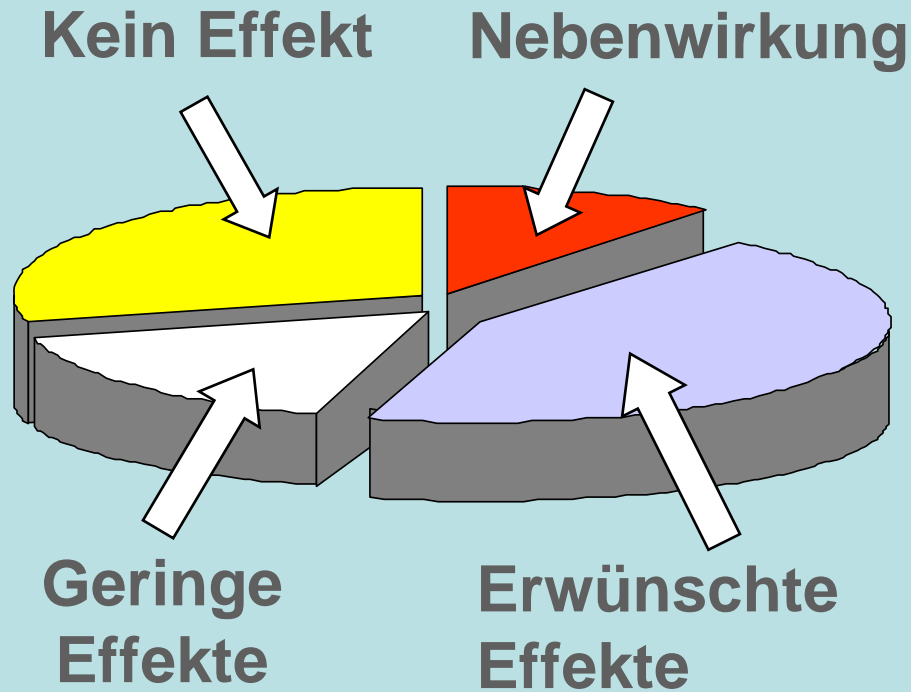 Kein Effekt
Nebenwirkung
Geringe
Effekte
Erwünschte
Effekte